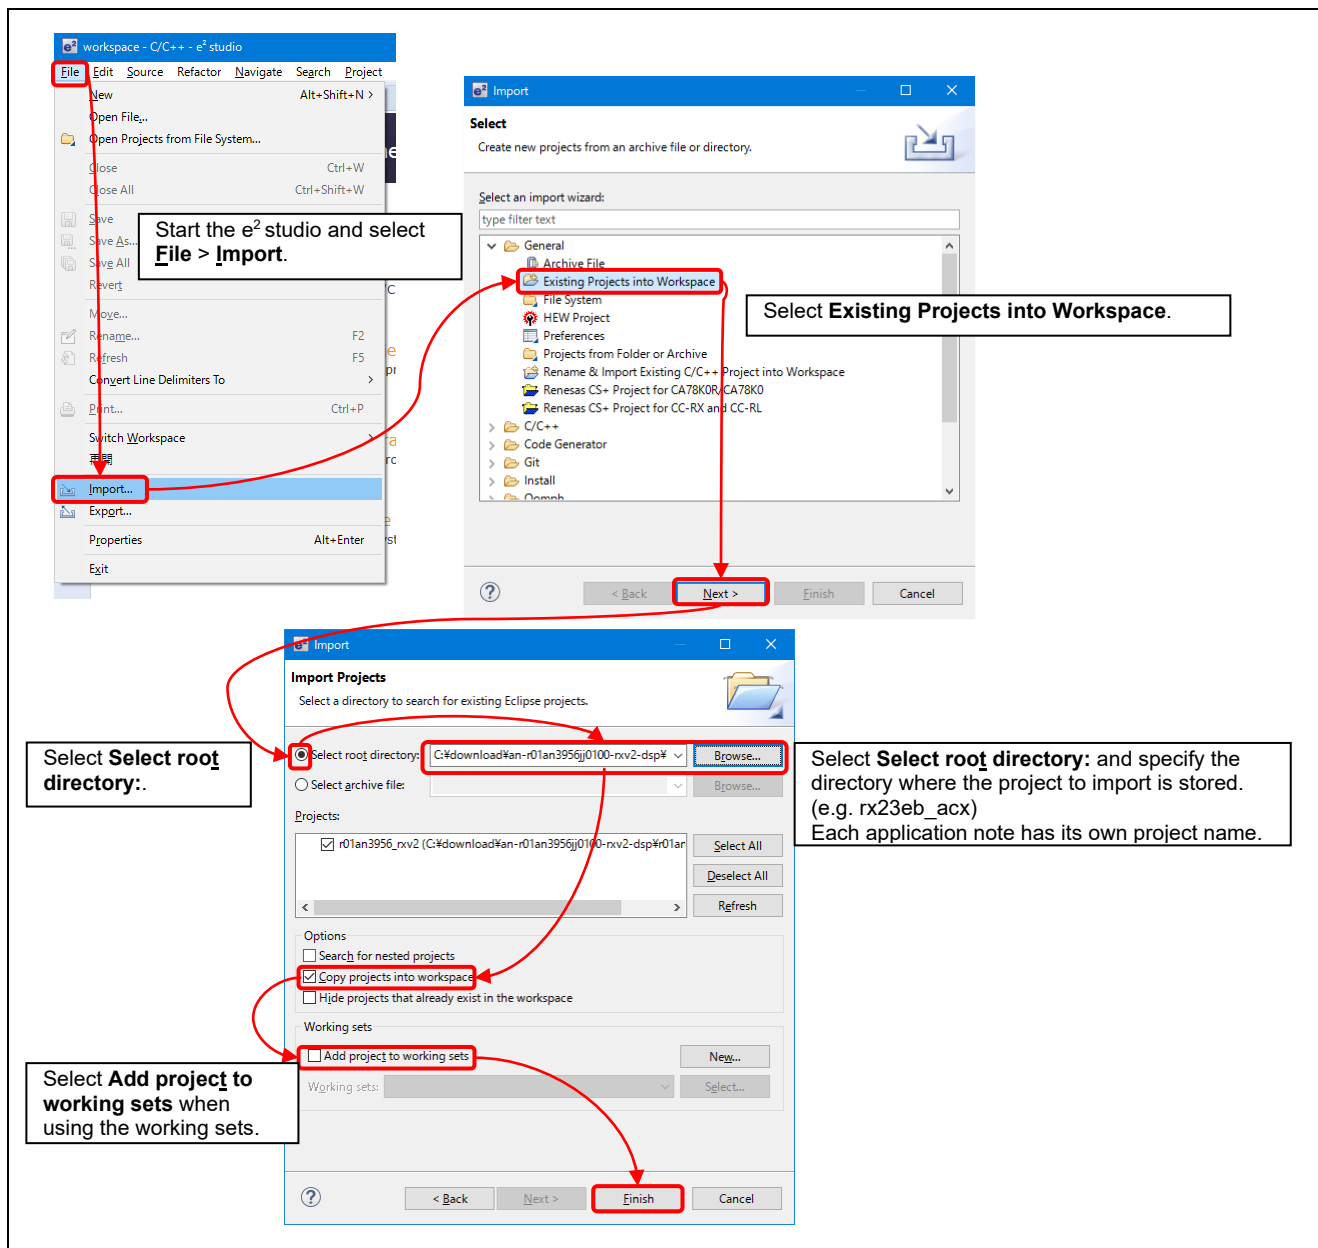 workspace - C/C++ - e² studio
File Edit Source Refactor Navigate Search Project
New Alt+Shift+N >
Open File...
Open Projects from File System...
Close Ctrl+W
Close All Ctrl+Shift+W
Save
Save As...
Save All
Revert
Move...
Rename... F2
Refresh F5
Convert Line Delimiters To >
Print... Ctrl+P
Switch Workspace >
再開
Import...
Export...
Properties Alt+Enter
Exit
Start the e² studio and select
File > Import.
Import
Select
Create new projects from an archive file or directory.
Select an import wizard:
type filter text
General
Archive File
Existing Projects into Workspace
File System
HEW Project
Preferences
Projects from Folder or Archive
Rename & Import Existing C/C++ Project into Workspace
Renesas CS+ Project for CA78K0R/CA78K0
Renesas CS+ Project for CC-RX and CC-RL
C/C++
Code Generator
Git
Install
Oomph
< Back Next > Finish Cancel
Select Existing Projects into Workspace.
Import
Import Projects
Select a directory to search for existing Eclipse projects.
Select root directory: C:¥download¥an-r01an3956jj0100-rxv2-dsp¥ Browse...
Select archive file: Browse...
Projects:
r01an3956_rxv2 (C:¥download¥an-r01an3956jj0100-rxv2-dsp¥r01ar
Select All
Deselect All
Refresh
Options
Search for nested projects
Copy projects into workspace
Hide projects that already exist in the workspace
Working sets
Add project to working sets New...
Working sets: Select...
< Back Next > Finish Cancel
Select Select root
directory:.
Select Select root directory: and specify the
directory where the project to import is stored.
(e.g. rx23eb_acx)
Each application note has its own project name.
Select Add project to
working sets when
using the working sets.